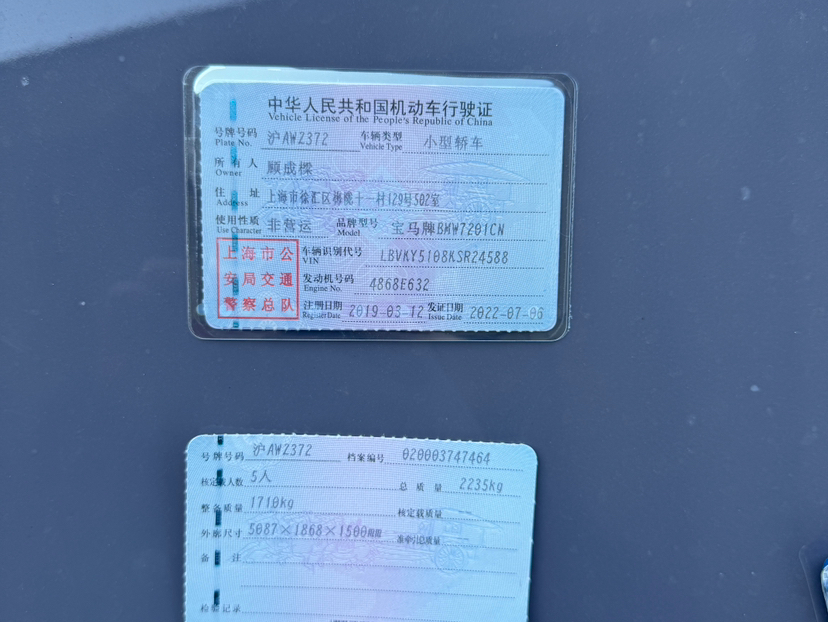 中华人民共和国机动车行驶证
Vehicle License of the People's Republic of China
号牌号码 沪AWZ372 车辆类型 小型轿车
Plate No. Vehicle Type
所有人 顾成樑
Owner
住址 上海市徐汇区梅陇十一村129号502室
Address
使用性质 非营运 品牌型号 宝马牌BMW7201CN
Use Character Model
上海市公安局交通警察总队
车辆识别代号 LBVKY5108KSR24588
VIN
发动机号码 4868E632
Engine No.
注册日期 2019-03-12 发证日期 2022-07-06
Register Date Issue Date
号牌号码 沪AWZ372 档案编号 020003747464
核定载人数 5人 总质量 2235kg
整备质量 1710kg 核定载质量 --
外廓尺寸 5087×1868×1500mm 准牵引总质量 --
备注
检验记录